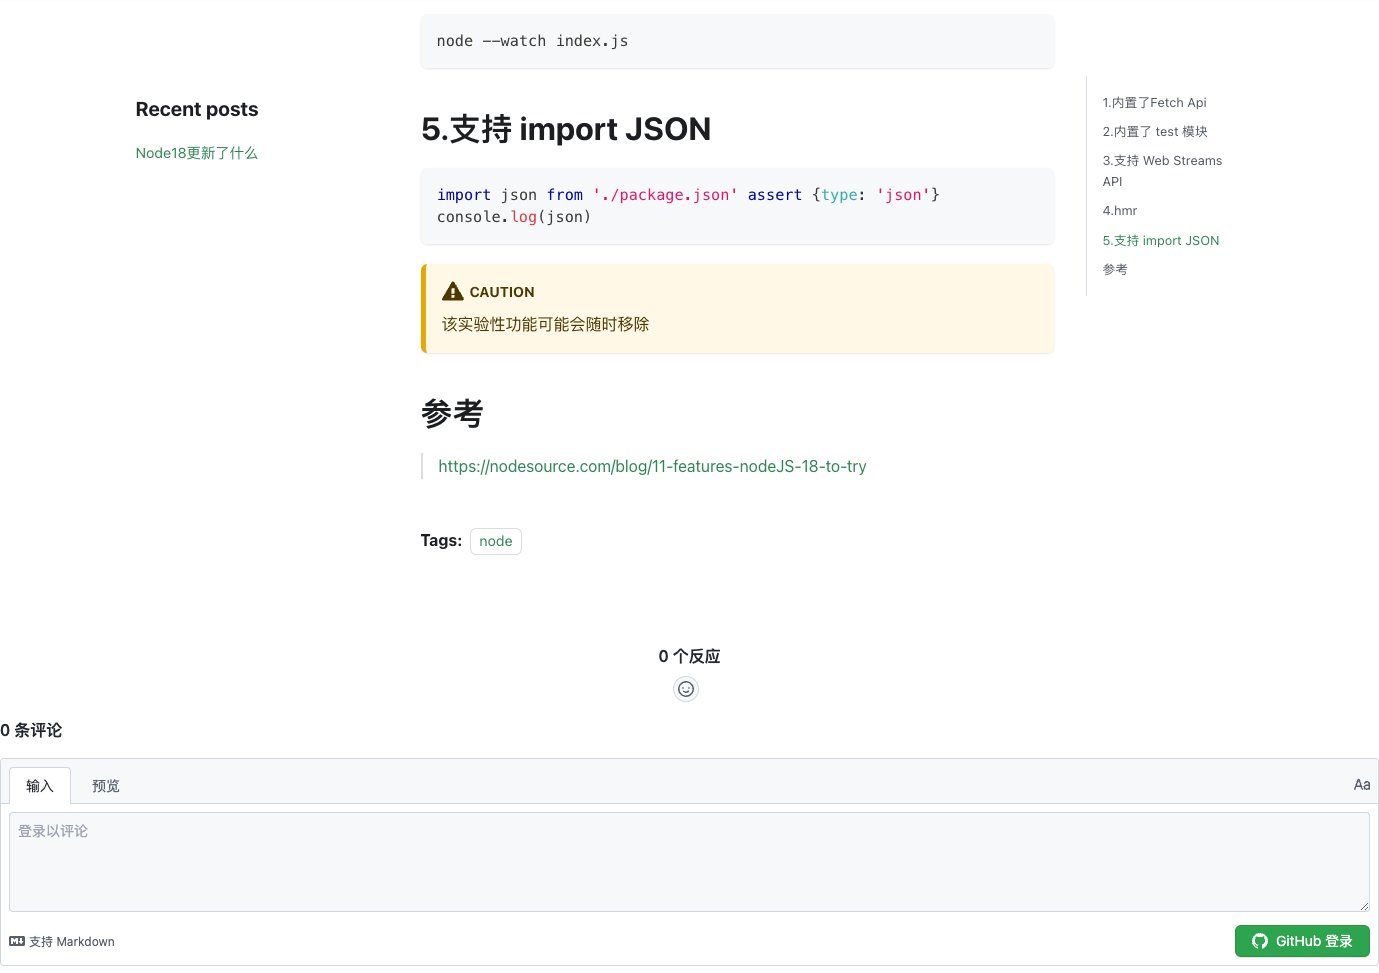 node --watch index.js
Recent posts
Node18更新了什么
5.支持 import JSON
import json from './package.json' assert {type: 'json'}
console.log(json)
CAUTION
该实验性功能可能会随时移除
参考
https://nodesource.com/blog/11-features-nodeJS-18-to-try
Tags: node
1.内置了Fetch Api
2.内置了 test 模块
3.支持 Web Streams
API
4.hmr
5.支持 import JSON
参考
0 个反应
0 条评论
输入 预览 Aa
登录以评论
支持 Markdown
GitHub 登录